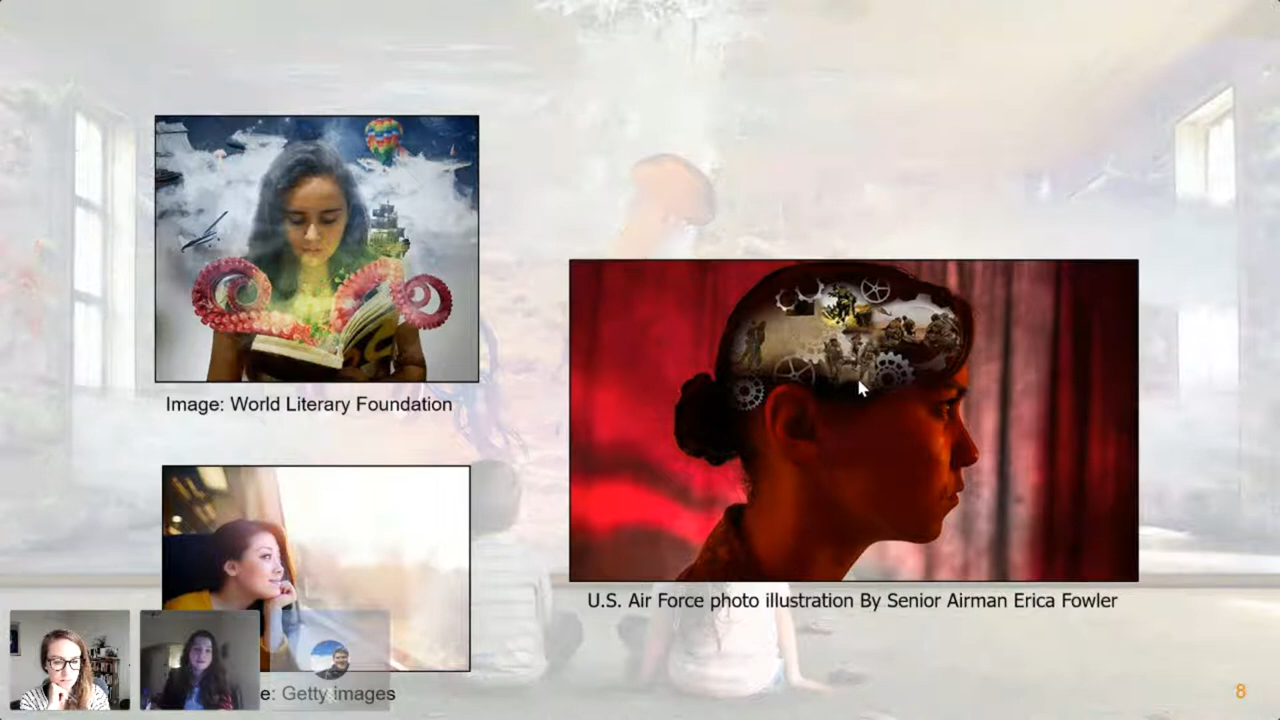 Image: World Literary Foundation
U.S. Air Force photo illustration By Senior Airman Erica Fowler
e: Getty images
8